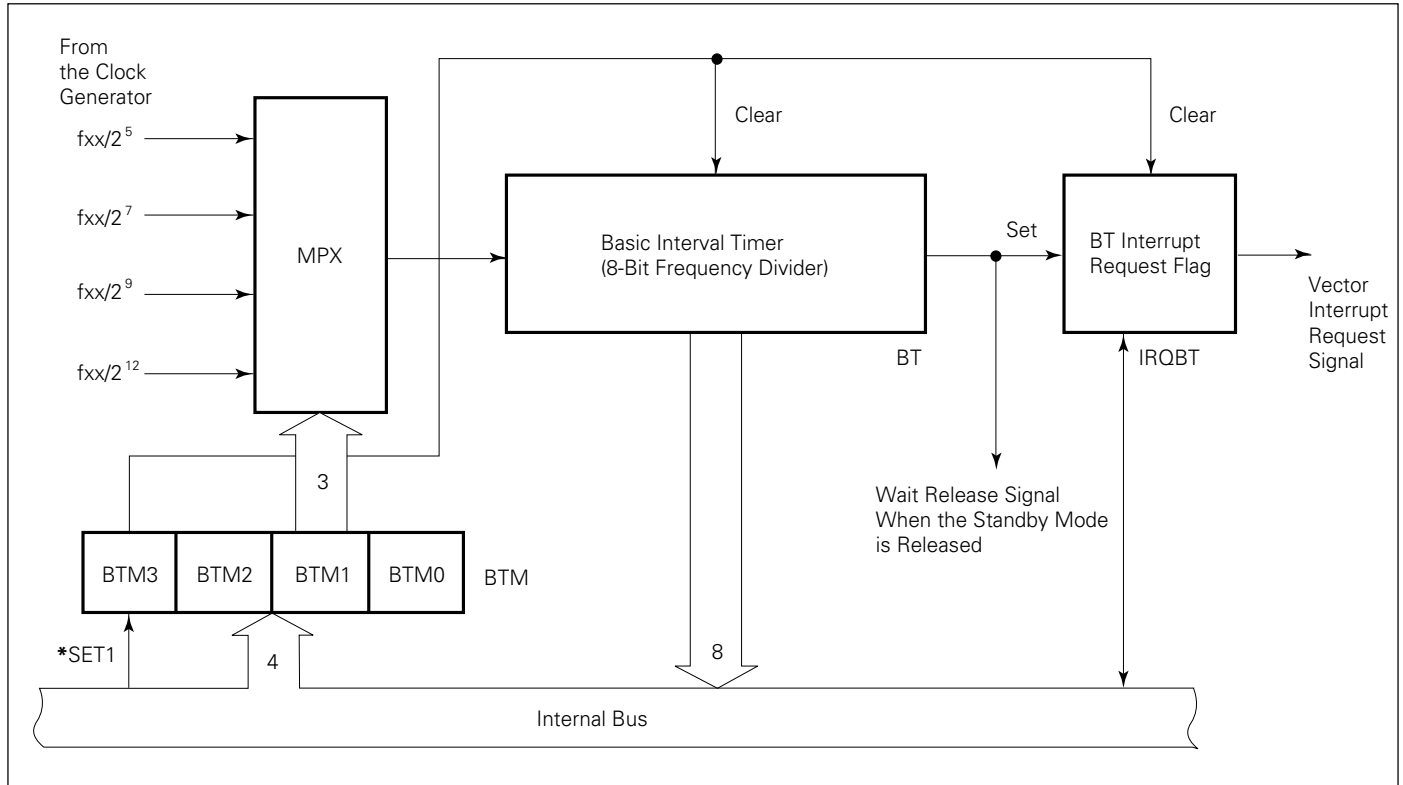 From
the Clock
Generator
fxx/2⁵
fxx/2⁷
fxx/2⁹
fxx/2¹²
MPX
Clear
Clear
Basic Interval Timer
(8-Bit Frequency Divider)
BT
Set
BT Interrupt
Request Flag
IRQBT
Vector
Interrupt
Request
Signal
3
Wait Release Signal
When the Standby Mode
is Released
BTM3 BTM2 BTM1 BTM0 BTM
*SET1
4
8
Internal Bus